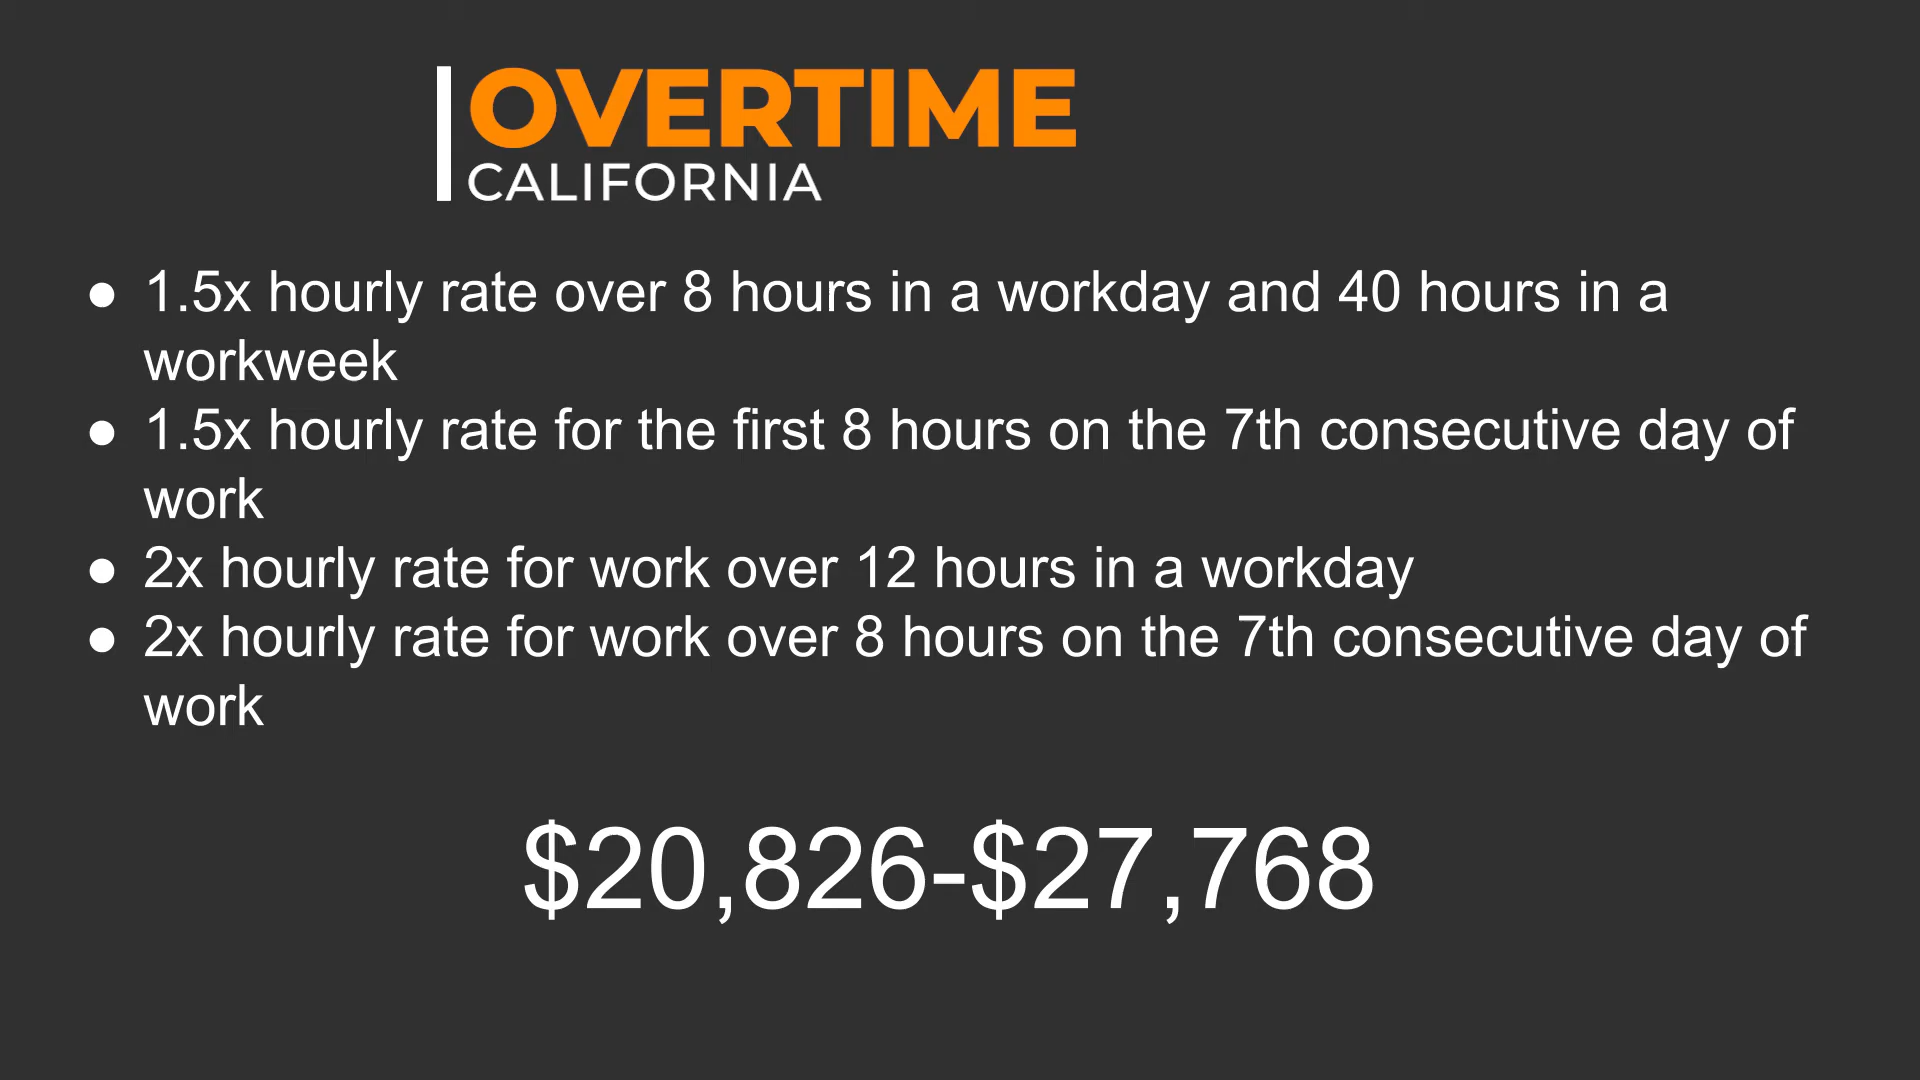 OVERTIME
CALIFORNIA
● 1.5x hourly rate over 8 hours in a workday and 40 hours in a
workweek
● 1.5x hourly rate for the first 8 hours on the 7th consecutive day of
work
● 2x hourly rate for work over 12 hours in a workday
● 2x hourly rate for work over 8 hours on the 7th consecutive day of
work
$20,826-$27,768